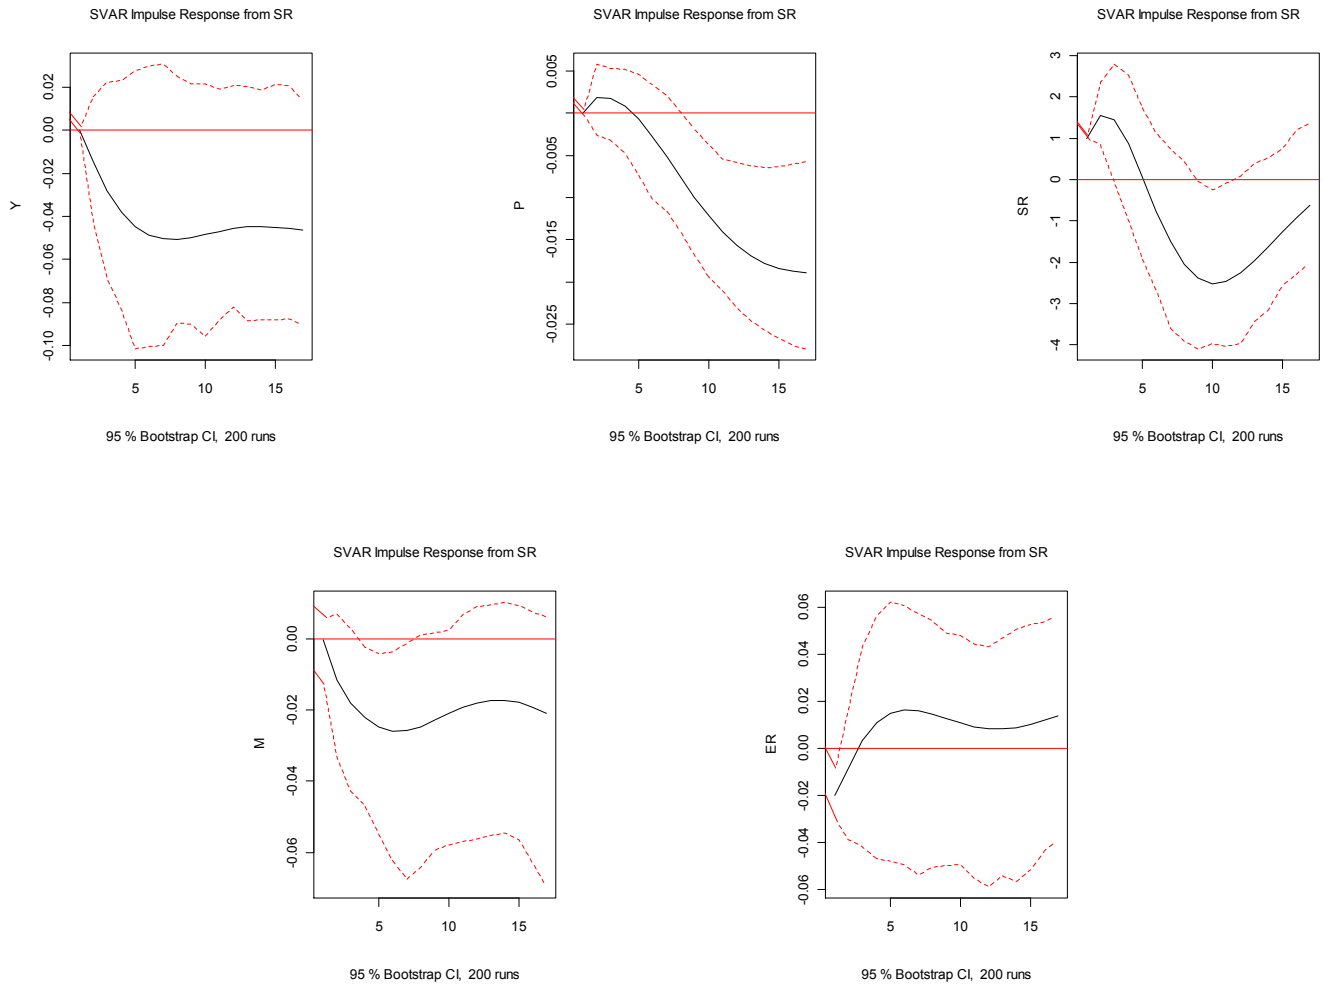 SVAR Impulse Response from SR
SVAR Impulse Response from SR
SVAR Impulse Response from SR
Y
0.02
0.00
-0.02
-0.04
-0.06
-0.08
-0.10
5 10 15
95 % Bootstrap CI, 200 runs
P
0.005
-0.005
-0.015
-0.025
5 10 15
95 % Bootstrap CI, 200 runs
SR
3
2
1
0
-1
-2
-3
-4
5 10 15
95 % Bootstrap CI, 200 runs
SVAR Impulse Response from SR
SVAR Impulse Response from SR
M
0.00
-0.02
-0.04
-0.06
5 10 15
95 % Bootstrap CI, 200 runs
ER
0.06
0.04
0.02
0.00
-0.02
-0.04
-0.06
5 10 15
95 % Bootstrap CI, 200 runs